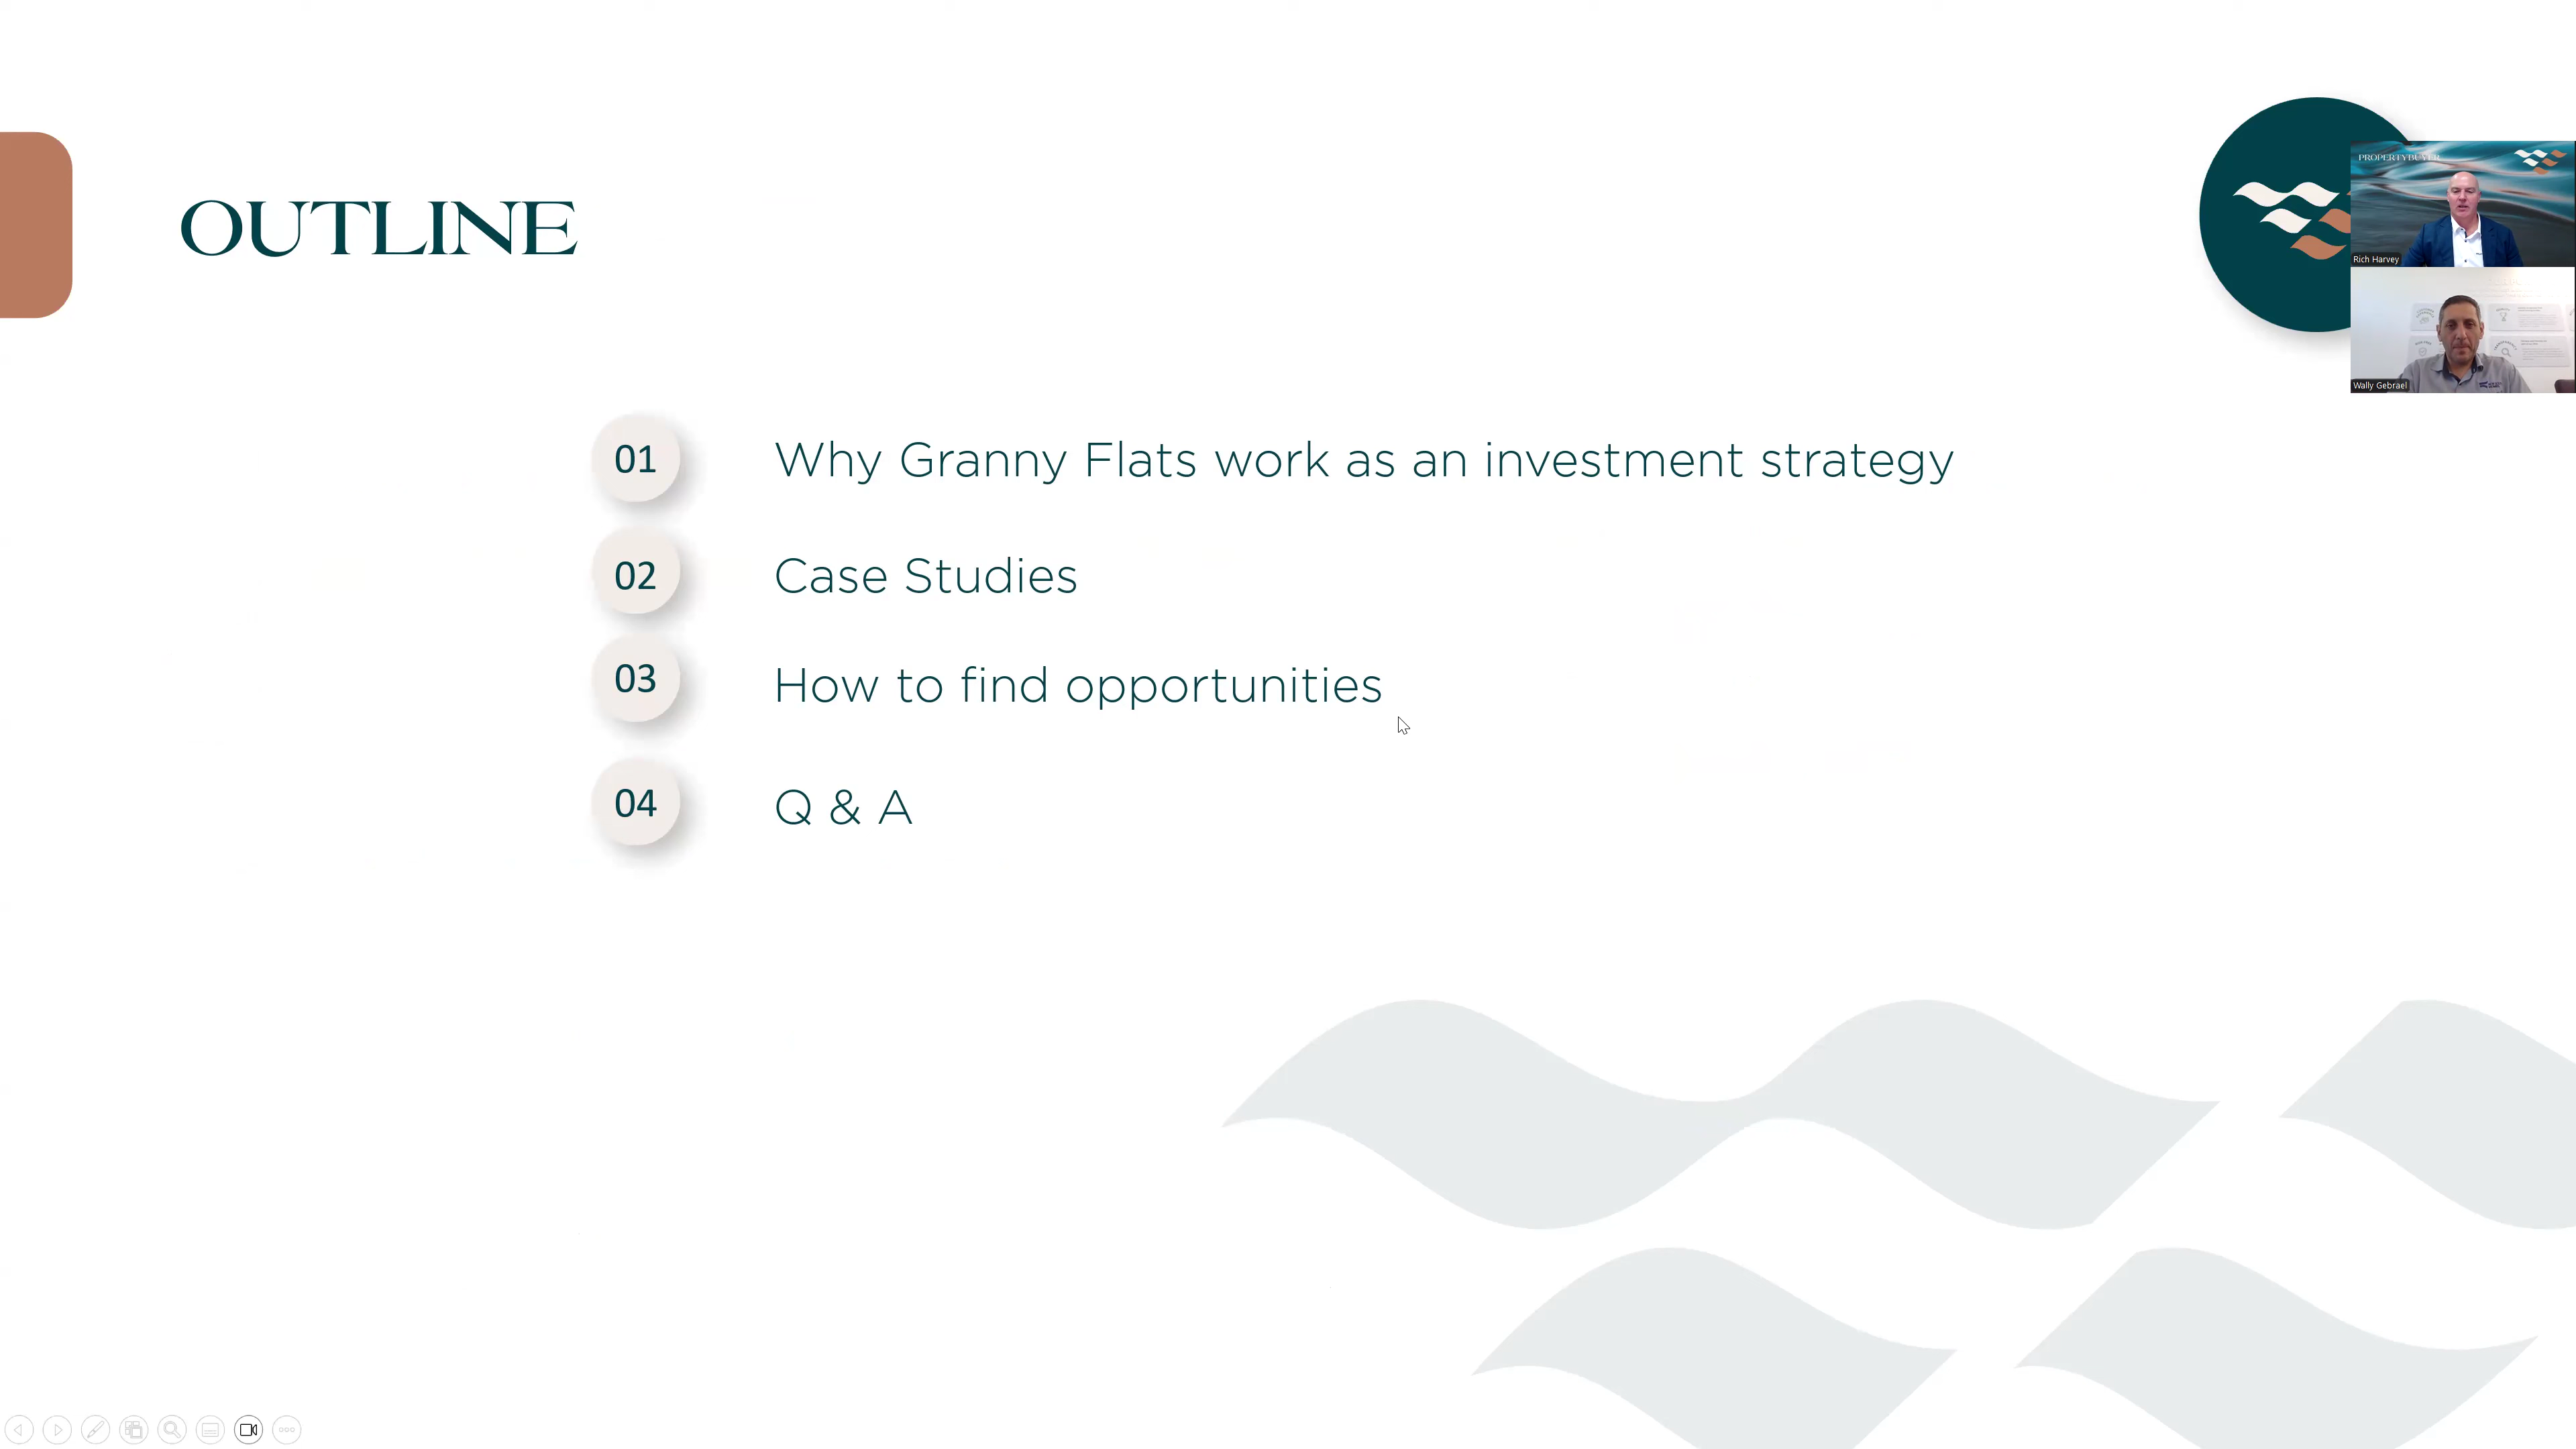 OUTLINE
PROPERTYBUYER
Rich Harvey
Wally Gebrael
01 Why Granny Flats work as an investment strategy
02 Case Studies
03 How to find opportunities
04 Q & A